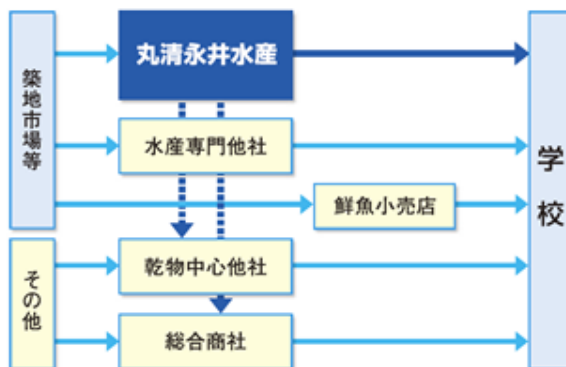 築地市場等
丸清永井水産
水産専門他社
鮮魚小売店
学校
その他
乾物中心他社
総合商社